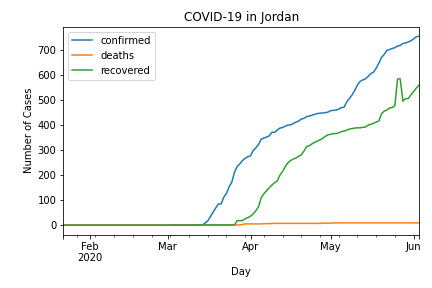 COVID-19 in Jordan
confirmed
deaths
recovered
700
600
500
400
300
200
100
0
Number of Cases
Feb
2020
Mar
Apr
May
Jun
Day